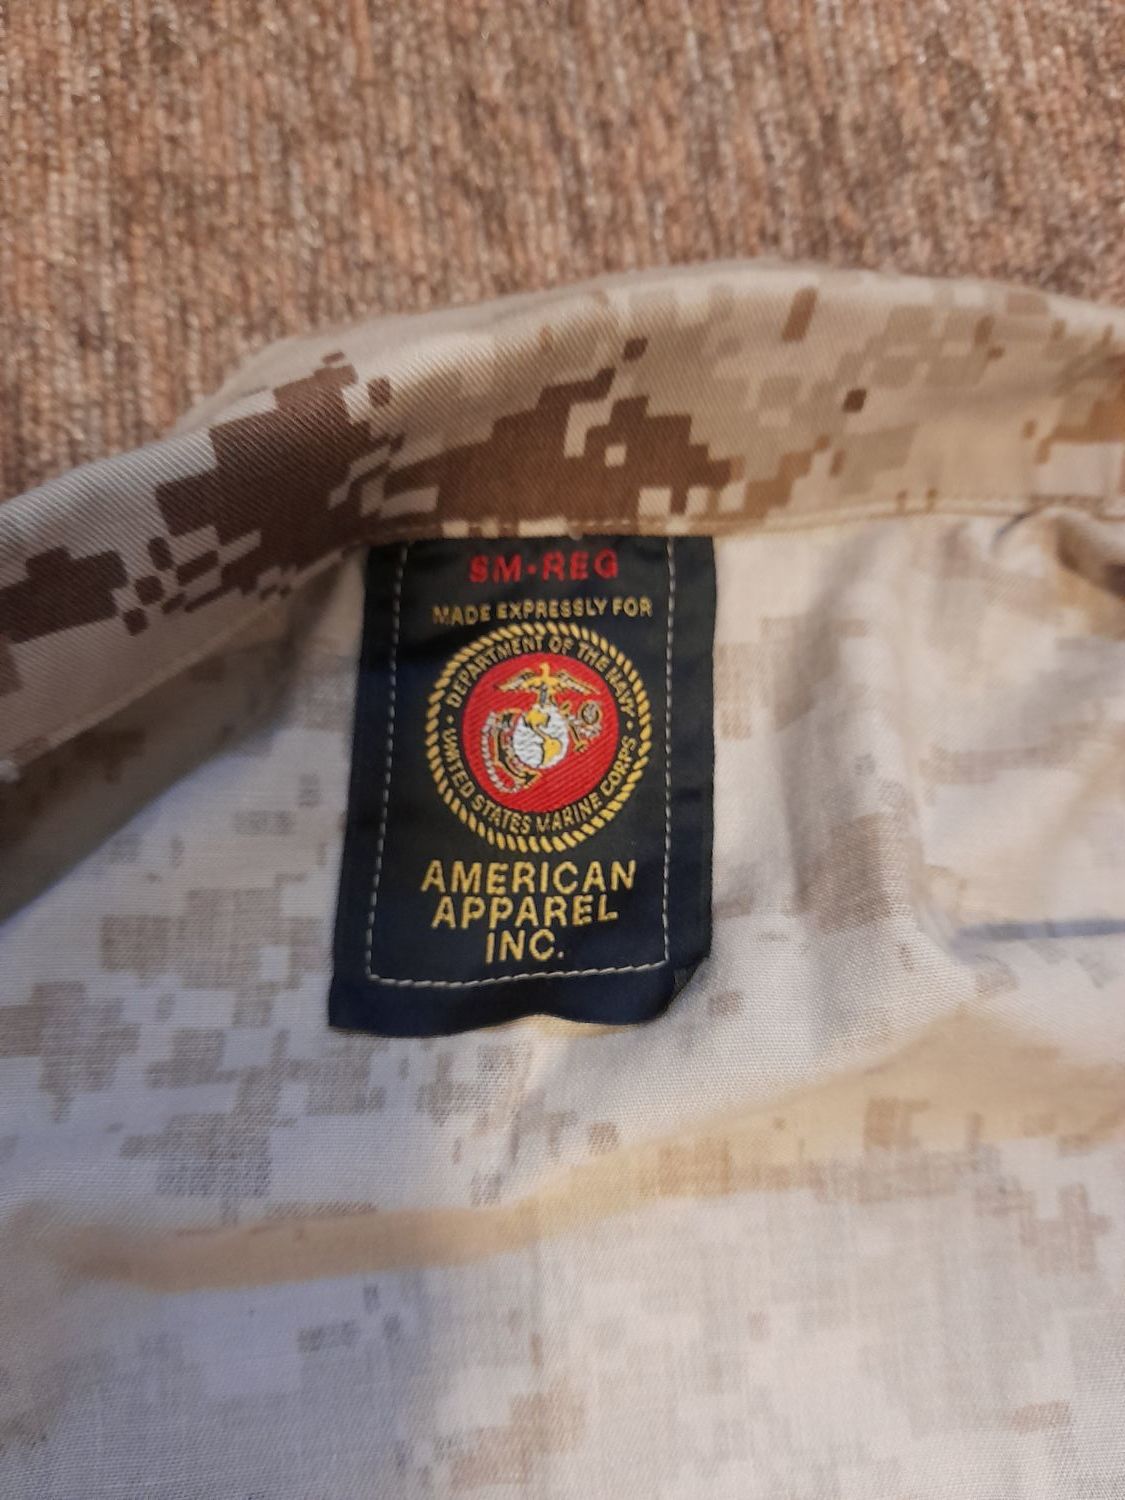 SM-REG
MADE EXPRESSLY FOR
DEPARTMENT OF THE NAVY
UNITED STATES MARINE CORPS
AMERICAN
APPAREL
INC.